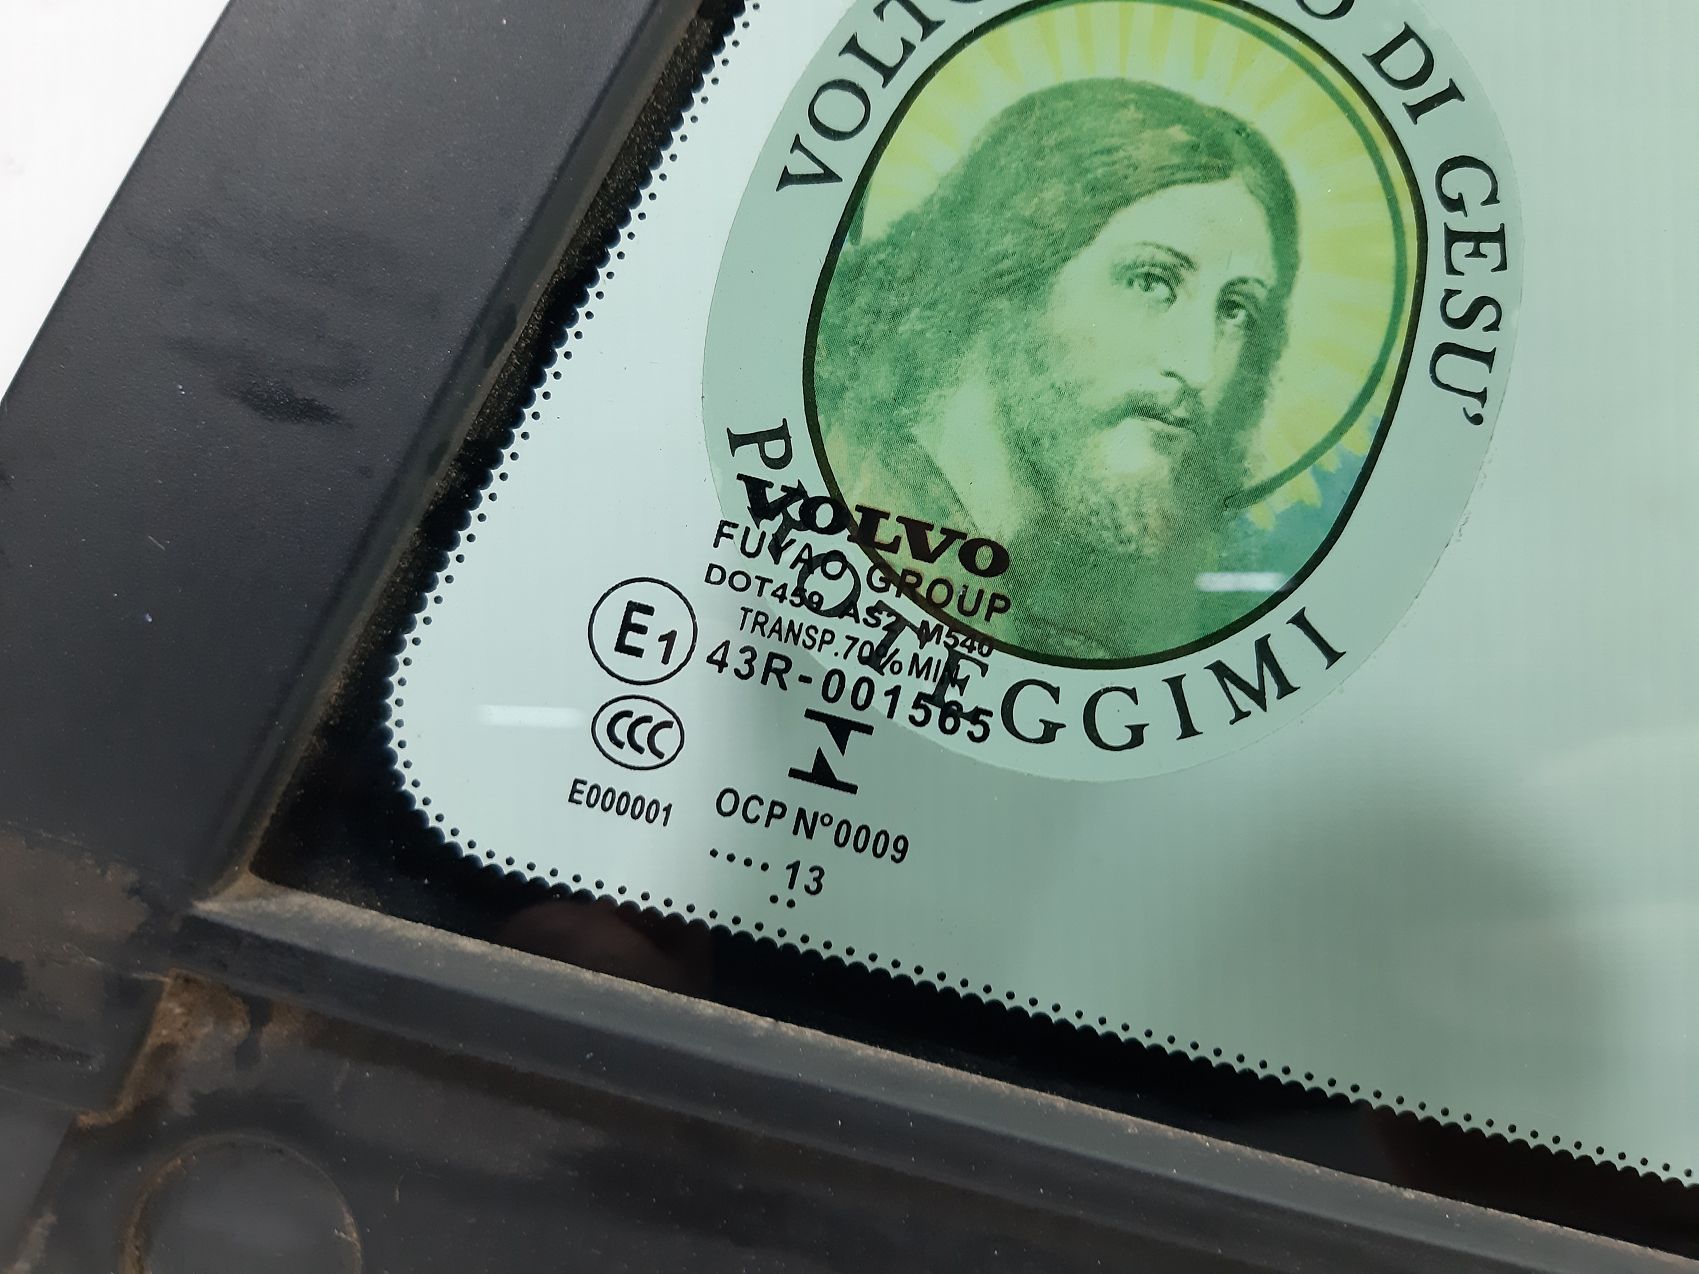 VOLTO DI GESU'
PROTEGGIMI
VOLVO
FUYAO GROUP
DOT459 AS2 M540
TRANSP.70% MIN
43R-001565
E1
CCC
E000001
OCP N°0009
.... 13
..